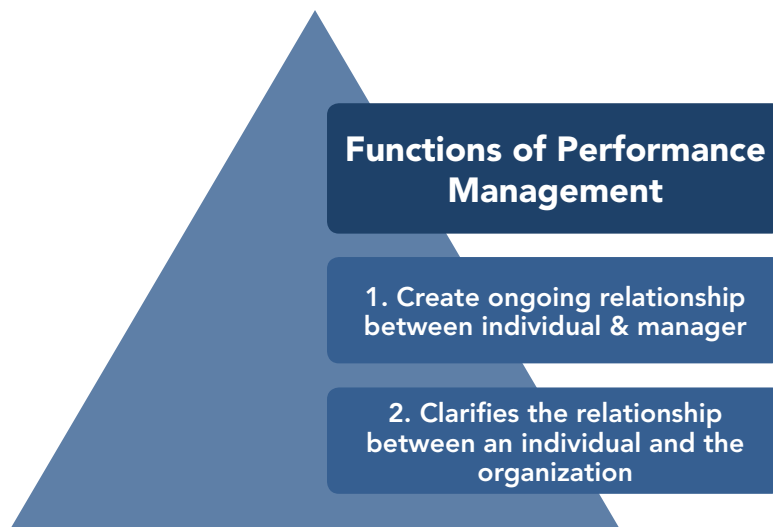 Functions of Performance
Management
1. Create ongoing relationship
between individual & manager
2. Clarifies the relationship
between an individual and the
organization